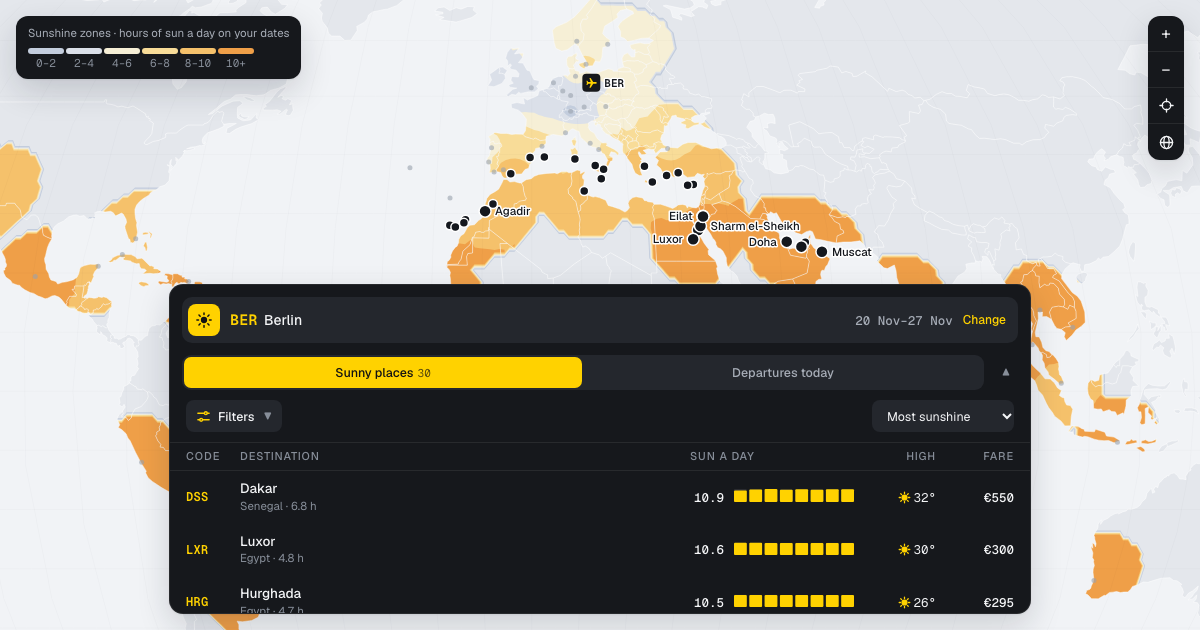 Sunshine zones · hours of sun a day on your dates
0–2 2–4 4–6 6–8 8–10 10+
BER
Agadir
Eilat
Sharm el-Sheikh
Luxor
Doha
Muscat
BER Berlin
20 Nov–27 Nov Change
Sunny places 30
Departures today
Filters
Most sunshine
CODE DESTINATION SUN A DAY HIGH FARE
DSS Dakar 10.9 32° €550
Senegal · 6.8 h
LXR Luxor 10.6 30° €300
Egypt · 4.8 h
HRG Hurghada 10.5 26° €295
Egypt · 4.7 h